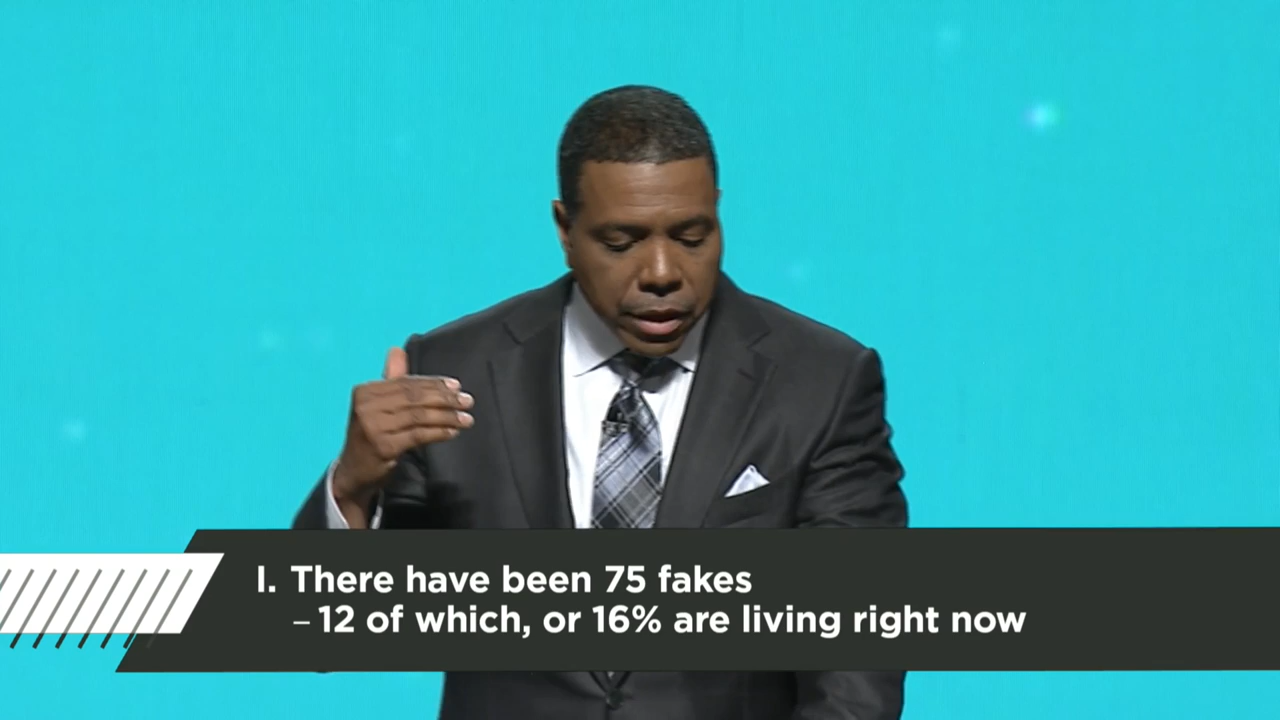 I. There have been 75 fakes
– 12 of which, or 16% are living right now